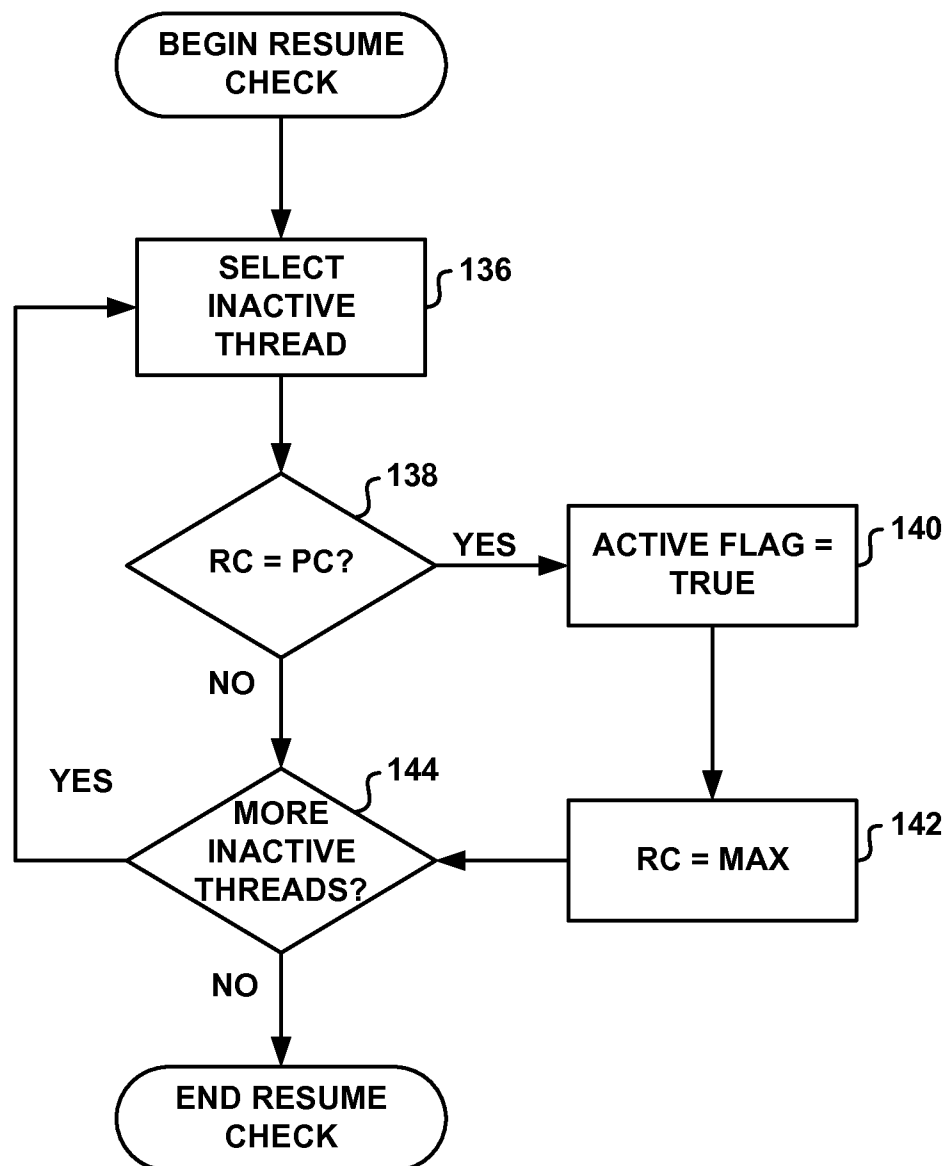 BEGIN RESUME
CHECK
SELECT
INACTIVE
THREAD
136
RC = PC?
138
YES
ACTIVE FLAG =
TRUE
140
NO
YES
MORE
INACTIVE
THREADS?
144
RC = MAX
142
NO
END RESUME
CHECK